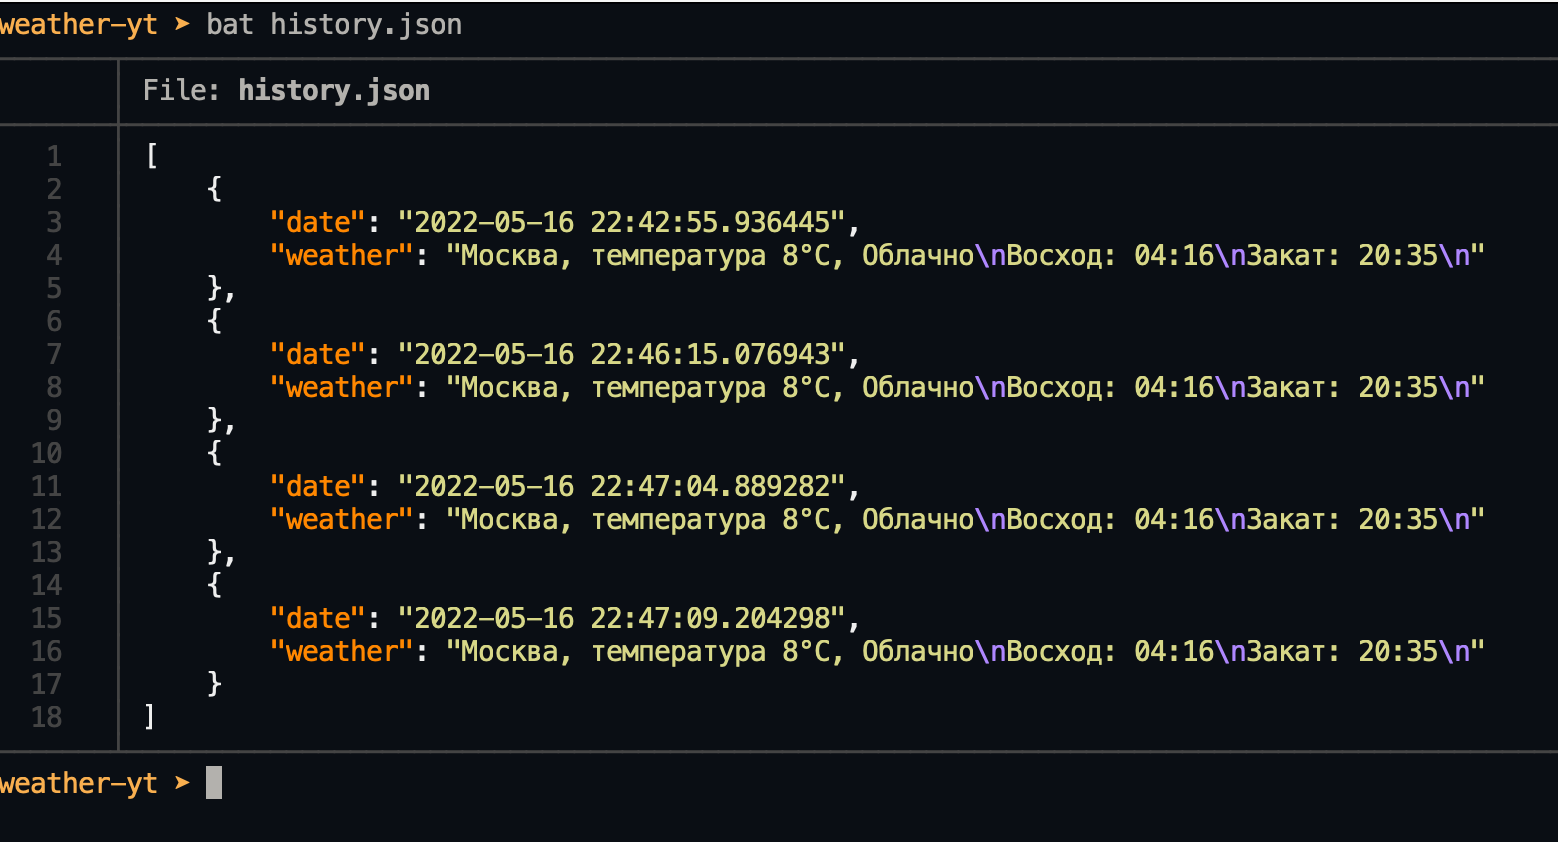 weather-yt ➤ bat history.json
File: history.json
1 [
2     {
3         "date": "2022-05-16 22:42:55.936445",
4         "weather": "Москва, температура 8°C, Облачно\nВосход: 04:16\nЗакат: 20:35\n"
5     },
6     {
7         "date": "2022-05-16 22:46:15.076943",
8         "weather": "Москва, температура 8°C, Облачно\nВосход: 04:16\nЗакат: 20:35\n"
9     },
10     {
11         "date": "2022-05-16 22:47:04.889282",
12         "weather": "Москва, температура 8°C, Облачно\nВосход: 04:16\nЗакат: 20:35\n"
13     },
14     {
15         "date": "2022-05-16 22:47:09.204298",
16         "weather": "Москва, температура 8°C, Облачно\nВосход: 04:16\nЗакат: 20:35\n"
17     }
18 ]
weather-yt ➤